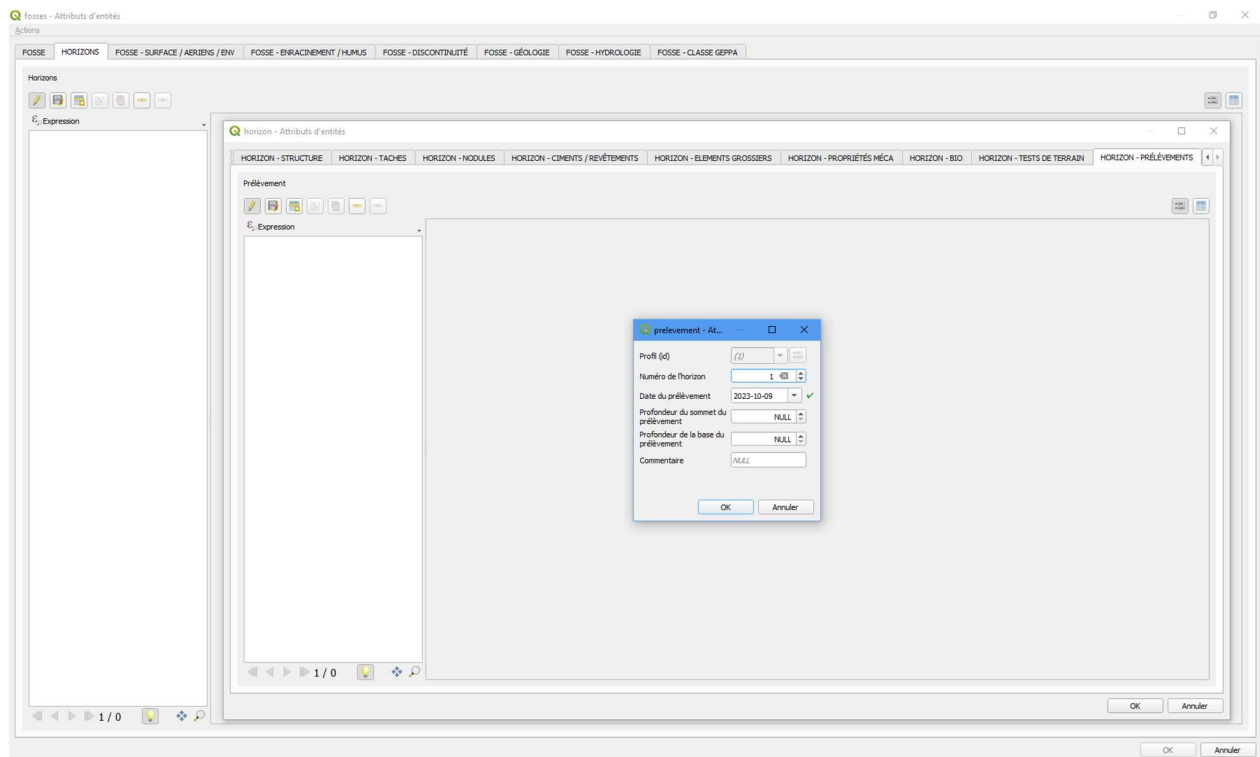 fosses - Attributs d'entités
Actions
FOSSE HORIZONS FOSSE - SURFACE / AERIENS / ENV FOSSE - ENRACINEMENT / HUMUS FOSSE - DISCONTINUITÉ FOSSE - GÉOLOGIE FOSSE - HYDROLOGIE FOSSE - CLASSE GEPPA
Horizons
Expression
horizon - Attributs d'entités
HORIZON - STRUCTURE HORIZON - TACHES HORIZON - NODULES HORIZON - CIMENTS / REVÊTEMENTS HORIZON - ELEMENTS GROSSIERS HORIZON - PROPRIÉTÉS MÉCA HORIZON - BIO HORIZON - TESTS DE TERRAIN HORIZON - PRÉLÈVEMENTS
Prélèvement
Expression
prelevement - At...
Profil (id) (1)
Numéro de l'horizon 1
Date du prélèvement 2023-10-09
Profondeur du sommet du
prélèvement NULL
Profondeur de la base du
prélèvement NULL
Commentaire NULL
OK Annuler
1 / 0
OK Annuler
1 / 0
OK Annuler